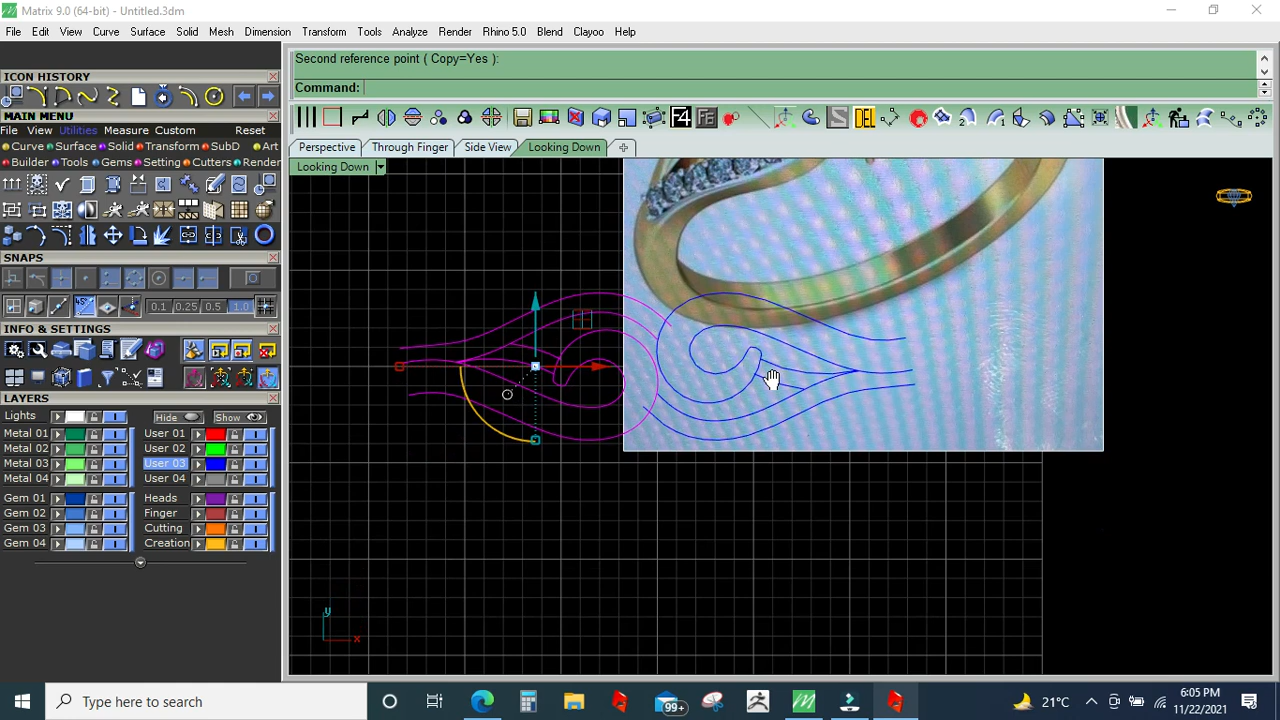 Matrix 9.0 (64-bit) - Untitled.3dm
File Edit View Curve Surface Solid Mesh Dimension Transform Tools Analyze Render Rhino 5.0 Blend Clayoo Help
Second reference point ( Copy=Yes ):
Command:
ICON HISTORY
MAIN MENU
File View Utilities Measure Custom Reset
Curve Surface Solid Transform SubD Art
Builder Tools Gems Setting Cutters Render
F4 F6 DEL
Perspective Through Finger Side View Looking Down
Looking Down
SNAPS
45°
0.1 0.25 0.5 1.0
INFO & SETTINGS
LAYERS
Lights Hide Show
Metal 01 User 01
Metal 02 User 02
Metal 03 User 03
Metal 04 User 04
Gem 01 Heads
Gem 02 Finger
Gem 03 Cutting
Gem 04 Creation
y
x
Type here to search
99+
21°C
6:05 PM
11/22/2021